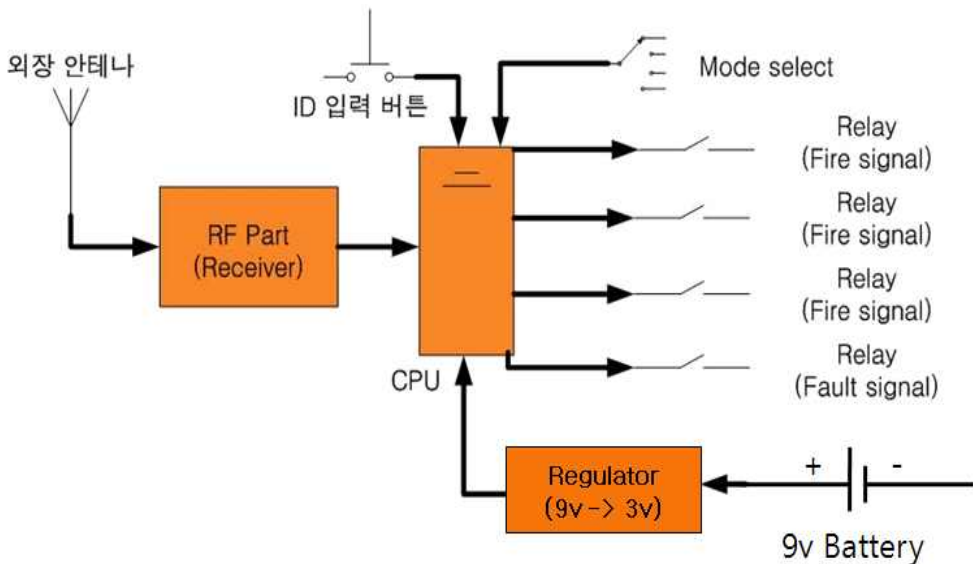 외장 안테나
ID 입력 버튼
Mode select
Relay
(Fire signal)
Relay
(Fire signal)
RF Part
(Receiver)
Relay
(Fire signal)
CPU
Relay
(Fault signal)
Regulator
(9v -> 3v)
+ -
9v Battery